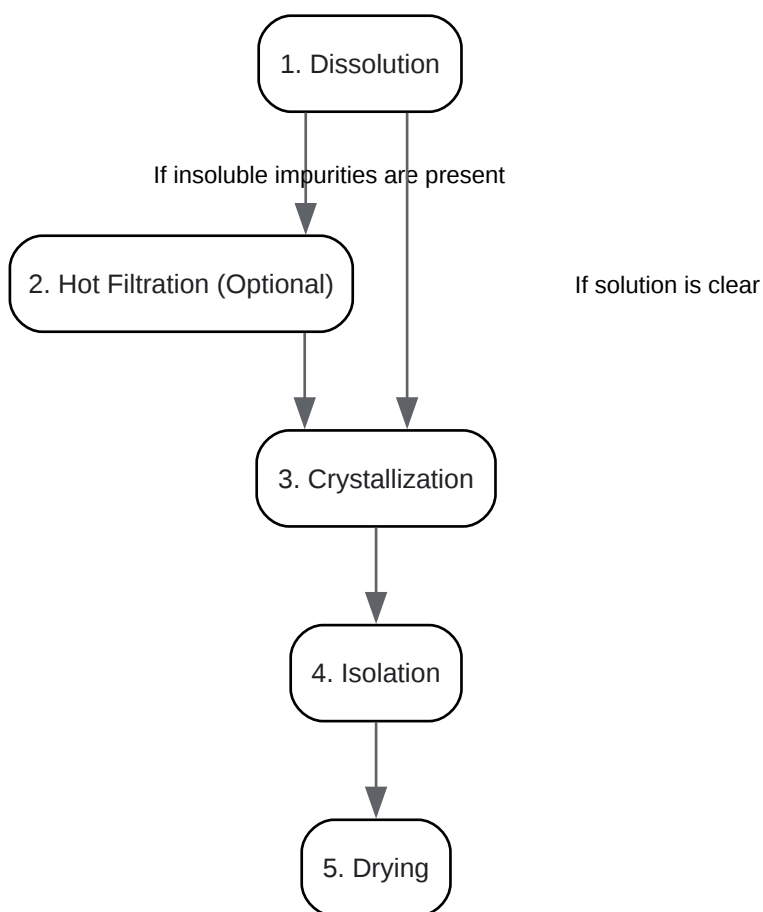 1. Dissolution
If insoluble impurities are present
2. Hot Filtration (Optional)
If solution is clear
3. Crystallization
4. Isolation
5. Drying